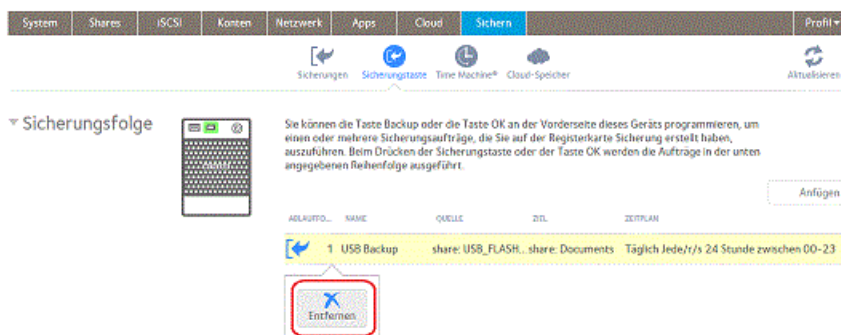 System Shares iSCSI Konten Netzwerk Apps Cloud Sichern Profil
Sicherungen Sicherungstaste Time Machine® Cloud-Speicher Aktualisieren
Sicherungsfolge
Sie können die Taste Backup oder die Taste OK an der Vorderseite dieses Geräts programmieren, um
einen oder mehrere Sicherungsaufträge, die Sie auf der Registerkarte Sicherung erstellt haben,
auszuführen. Beim Drücken der Sicherungstaste oder der Taste OK werden die Aufträge in der unten
angegebenen Reihenfolge ausgeführt.
Anfügen
ABLAUFFO... NAME QUELLE ZIEL ZEITPLAN
1 USB Backup share: USB_FLASH... share: Documents Täglich Jede/r/s 24 Stunde zwischen 00-23
Entfernen